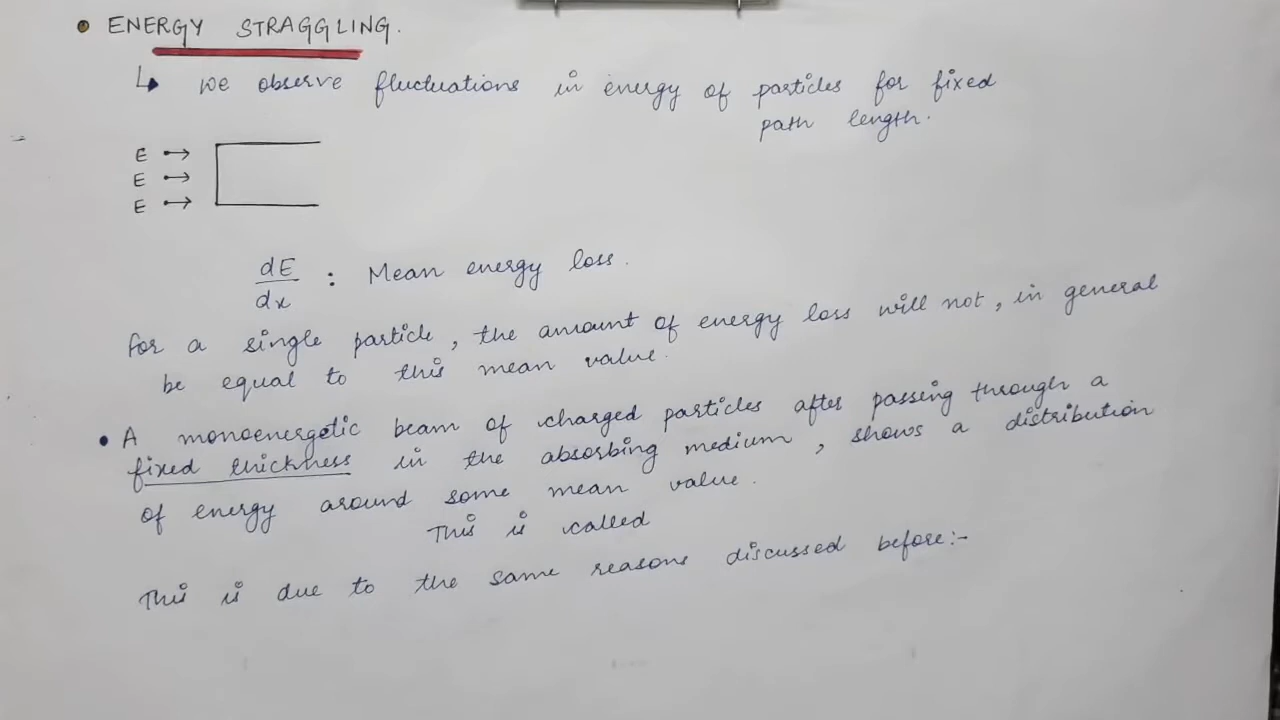 • ENERGY STRAGGLING.
↳ we observe fluctuations in energy of particles for fixed
path length.
E →
E →
E →
dE/dx : Mean energy loss.
For a single particle, the amount of energy loss will not, in general
be equal to this mean value.
• A monoenergetic beam of charged particles after passing through a
fixed thickness in the absorbing medium, shows a distribution
of energy around some mean value.
This is called
This is due to the same reasons discussed before:-